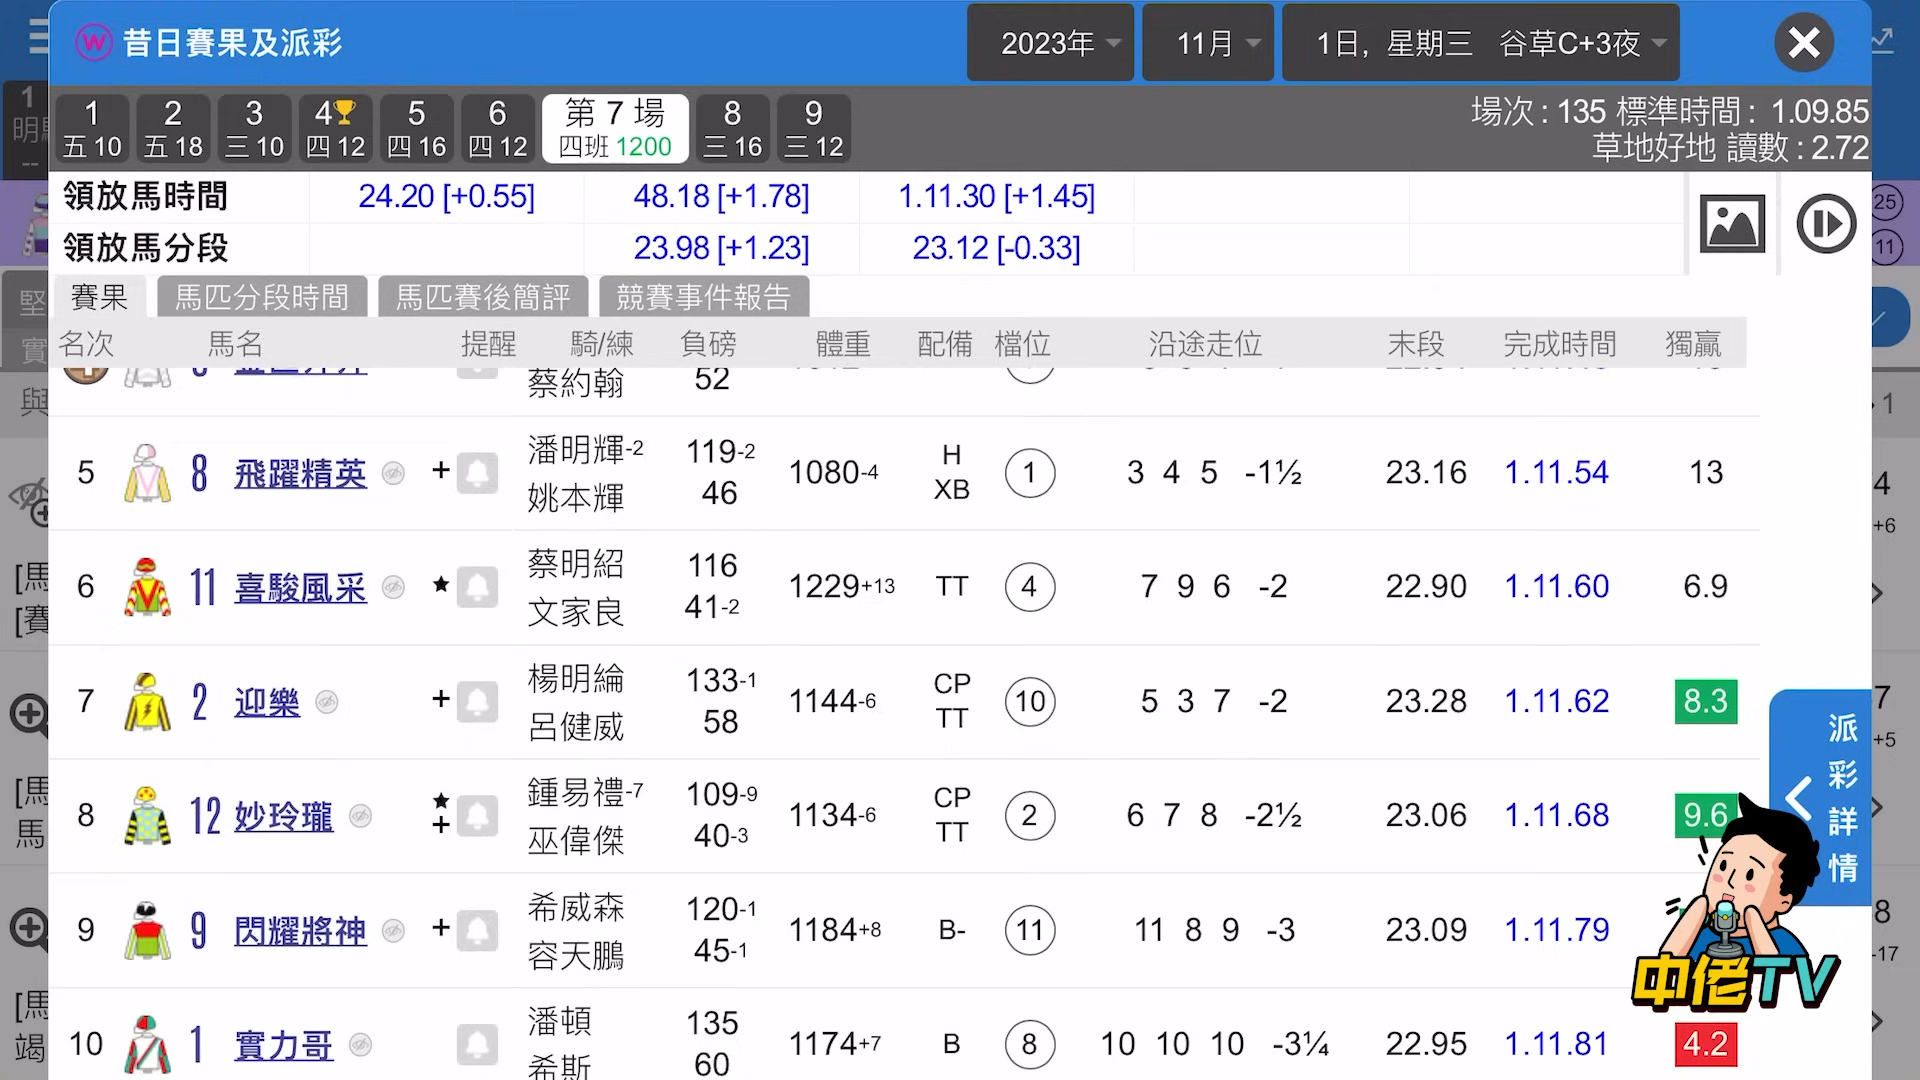 昔日賽果及派彩
2023年
11月
1日, 星期三 谷草C+3夜
1 五 10
2 五 18
3 三 10
4 四 12
5 四 16
6 四 12
第 7 場 四班 1200
8 三 16
9 三 12
場次 : 135 標準時間 : 1.09.85
草地好地 讀數 : 2.72
領放馬時間 24.20 [+0.55] 48.18 [+1.78] 1.11.30 [+1.45]
領放馬分段 23.98 [+1.23] 23.12 [-0.33]
賽果 馬匹分段時間 馬匹賽後簡評 競賽事件報告
名次 馬名 提醒 騎/練 負磅 體重 配備 檔位 沿途走位 末段 完成時間 獨贏
蔡約翰 52
5 8 飛躍精英 + 潘明輝-2 119-2 1080-4 H 1 3 4 5 -1½ 23.16 1.11.54 13
姚本輝 46 XB
6 11 喜駿風采 ★ 蔡明紹 116 1229+13 TT 4 7 9 6 -2 22.90 1.11.60 6.9
文家良 41-2
7 2 迎樂 + 楊明綸 133-1 1144-6 CP 10 5 3 7 -2 23.28 1.11.62 8.3
呂健威 58 TT
8 12 妙玲瓏 ★ + 鍾易禮-7 109-9 1134-6 CP 2 6 7 8 -2½ 23.06 1.11.68 9.6
巫偉傑 40-3 TT
9 9 閃耀將神 + 希威森 120-1 1184+8 B- 11 11 8 9 -3 23.09 1.11.79
容天鵬 45-1
10 1 實力哥 潘頓 135 1174+7 B 8 10 10 10 -3¼ 22.95 1.11.81 4.2
希斯 60
派彩詳情
中佬TV